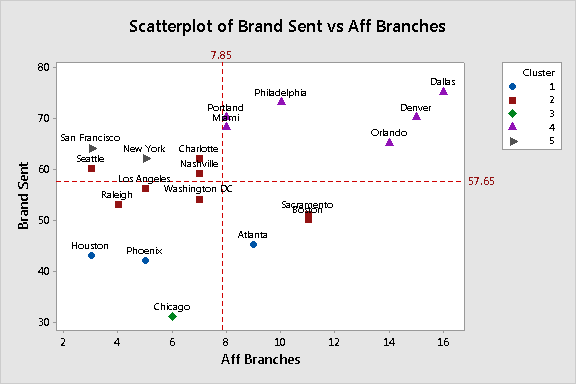 Scatterplot of Brand Sent vs Aff Branches
7.85
80
70
60
50
40
30
Brand Sent
Dallas
Philadelphia
Portland
Denver
Miami
Orlando
San Francisco
New York
Charlotte
Seattle
Nashville
57.65
Los Angeles
Washington DC
Raleigh
Sacramento
Boston
Atlanta
Houston
Phoenix
Chicago
2 4 6 8 10 12 14 16
Aff Branches
Cluster
1
2
3
4
5